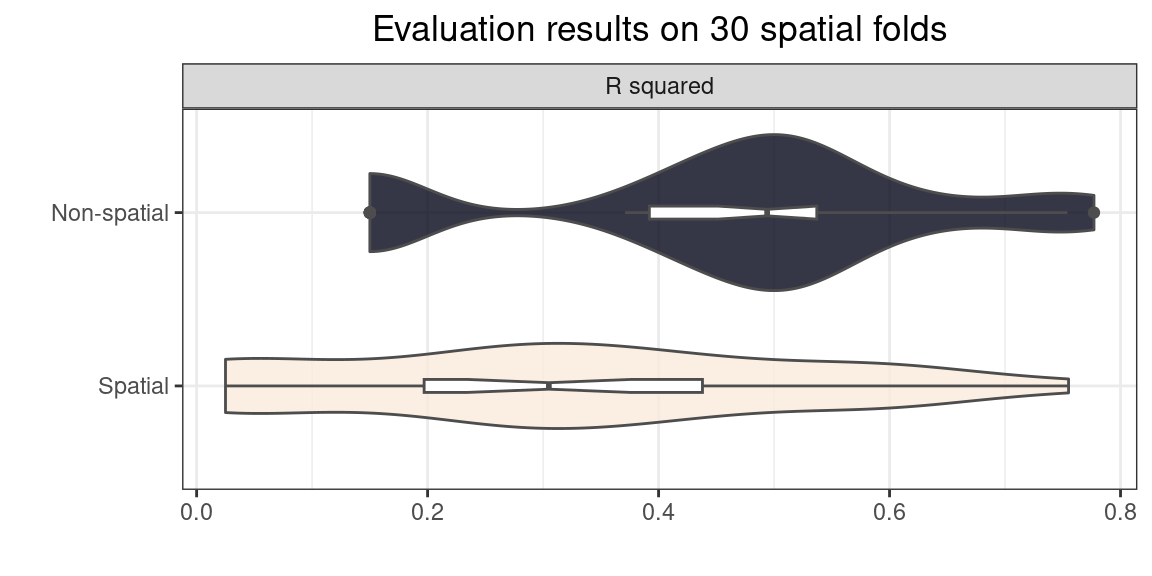 Evaluation results on 30 spatial folds
R squared
Non-spatial
Spatial
0.0 0.2 0.4 0.6 0.8